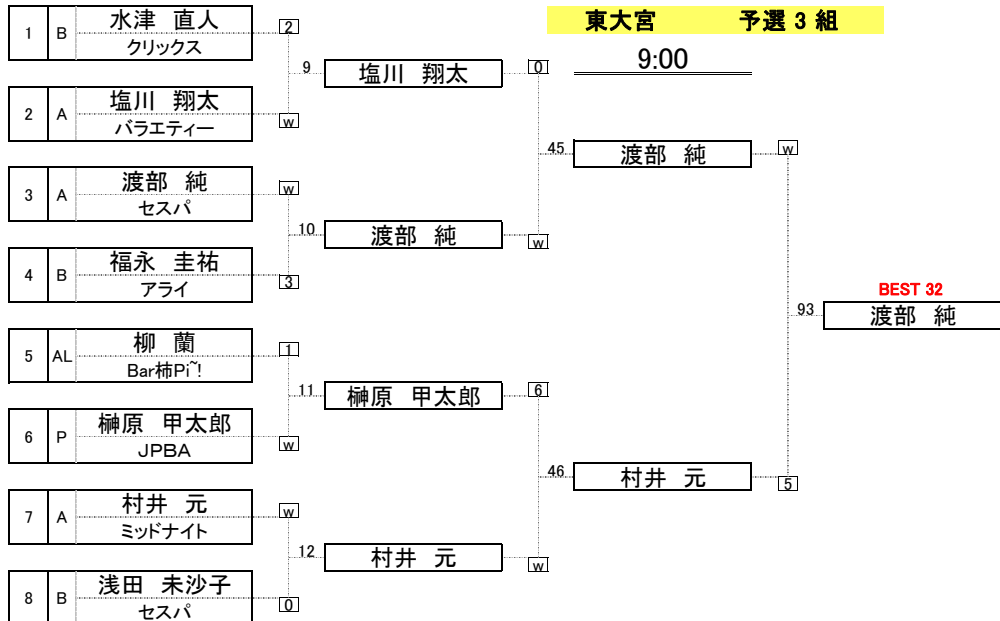 東大宮 予選 3 組
9:00
1 B 水津 直人
クリックス
2
9 塩川 翔太 0
2 A 塩川 翔太
バラエティー
w
45 渡部 純 w
3 A 渡部 純
セスパ
w
10 渡部 純 w
4 B 福永 圭祐
アライ
3
BEST 32
93 渡部 純
5 AL 柳 蘭
Bar柿Pi~!
1
11 榊原 甲太郎 6
6 P 榊原 甲太郎
JPBA
w
46 村井 元 5
7 A 村井 元
ミッドナイト
w
12 村井 元 w
8 B 浅田 未沙子
セスパ
0